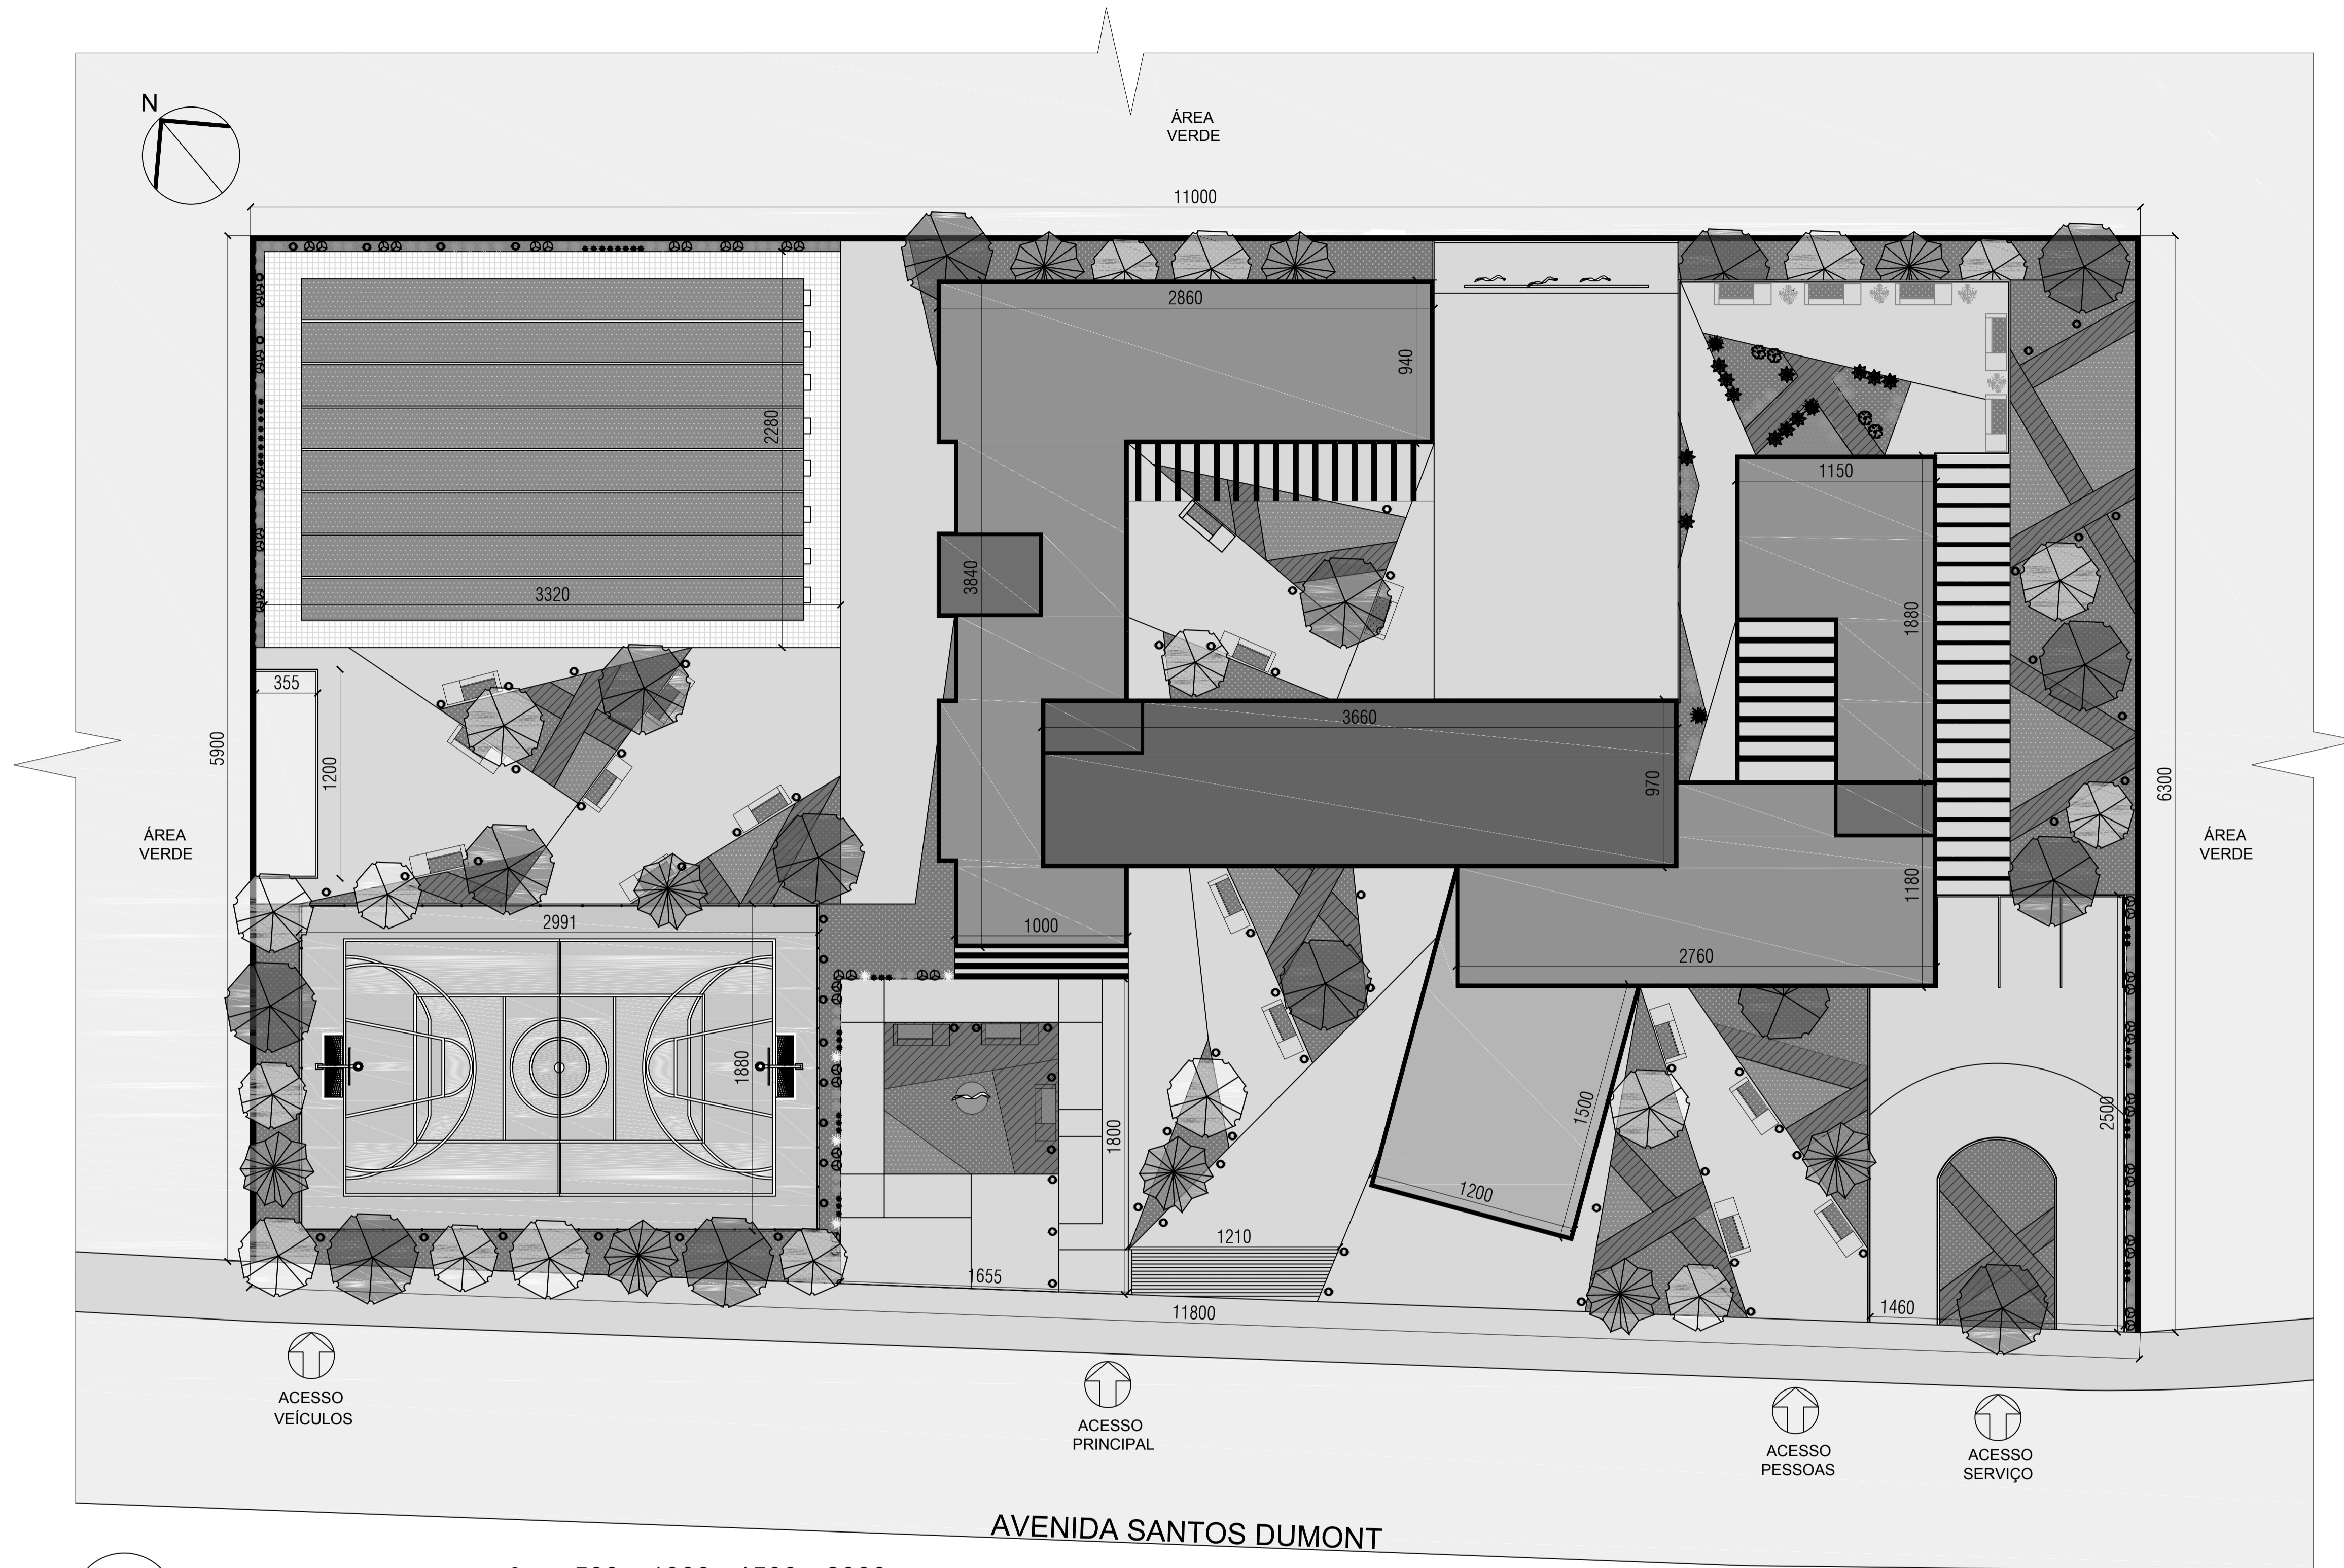 N
ÁREA
VERDE
11000
2860
940
2280
3320
3840
1150
1880
355
1200
5900
3660
970
6300
ÁREA
VERDE
ÁREA
VERDE
2991
1000
1180
2760
1880
1800
1500
1200
2500
1210
1655
1460
11800
ACESSO
VEÍCULOS
ACESSO
PRINCIPAL
ACESSO
PESSOAS
ACESSO
SERVIÇO
AVENIDA SANTOS DUMONT